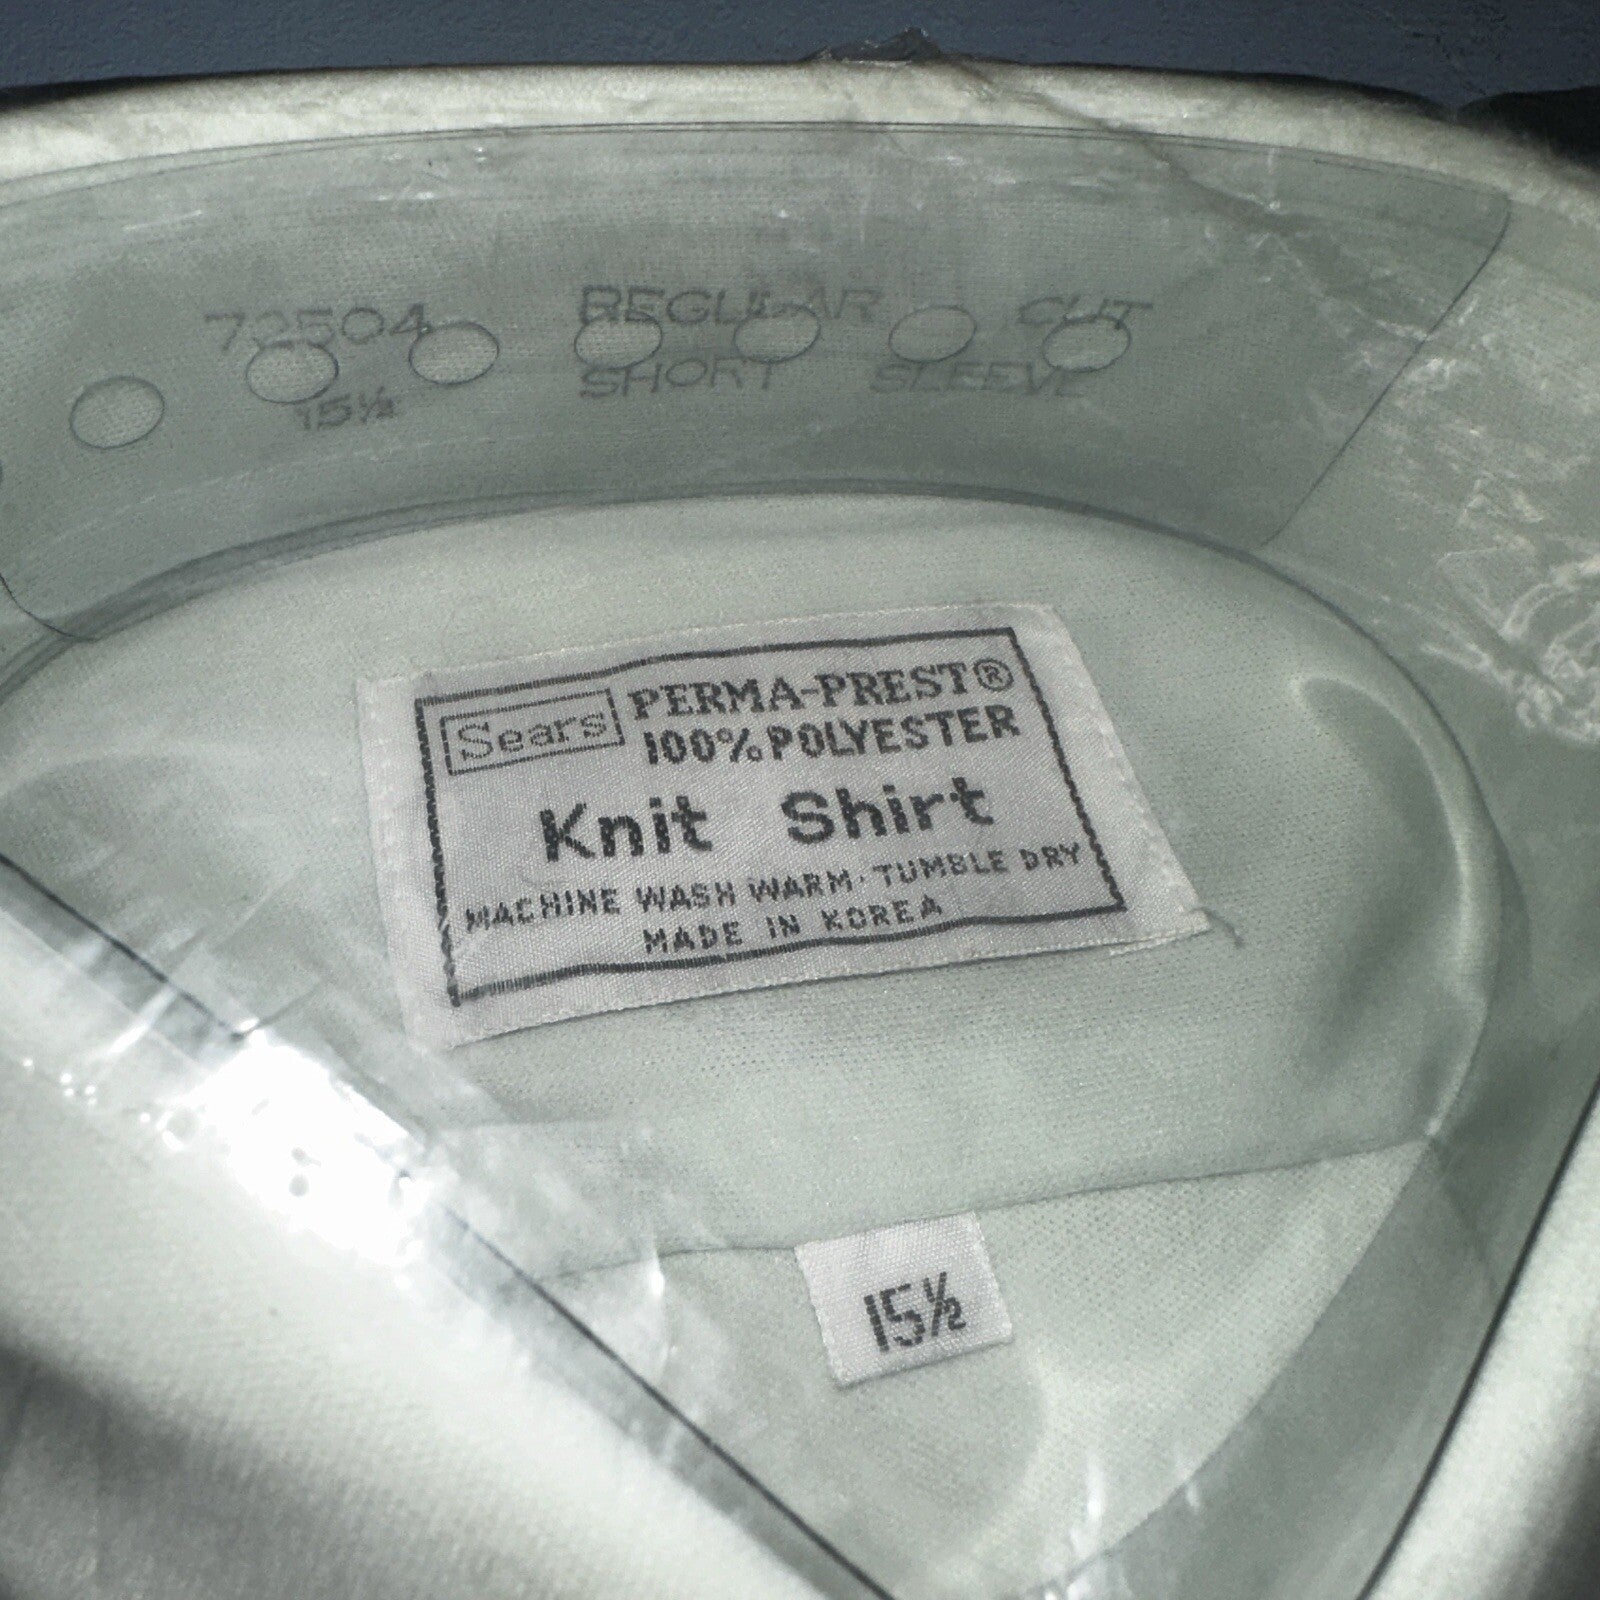 72504 REGULAR CUT
15½ SHORT SLEEVE
Sears PERMA-PREST®
100% POLYESTER
Knit Shirt
MACHINE WASH WARM · TUMBLE DRY
MADE IN KOREA
15½